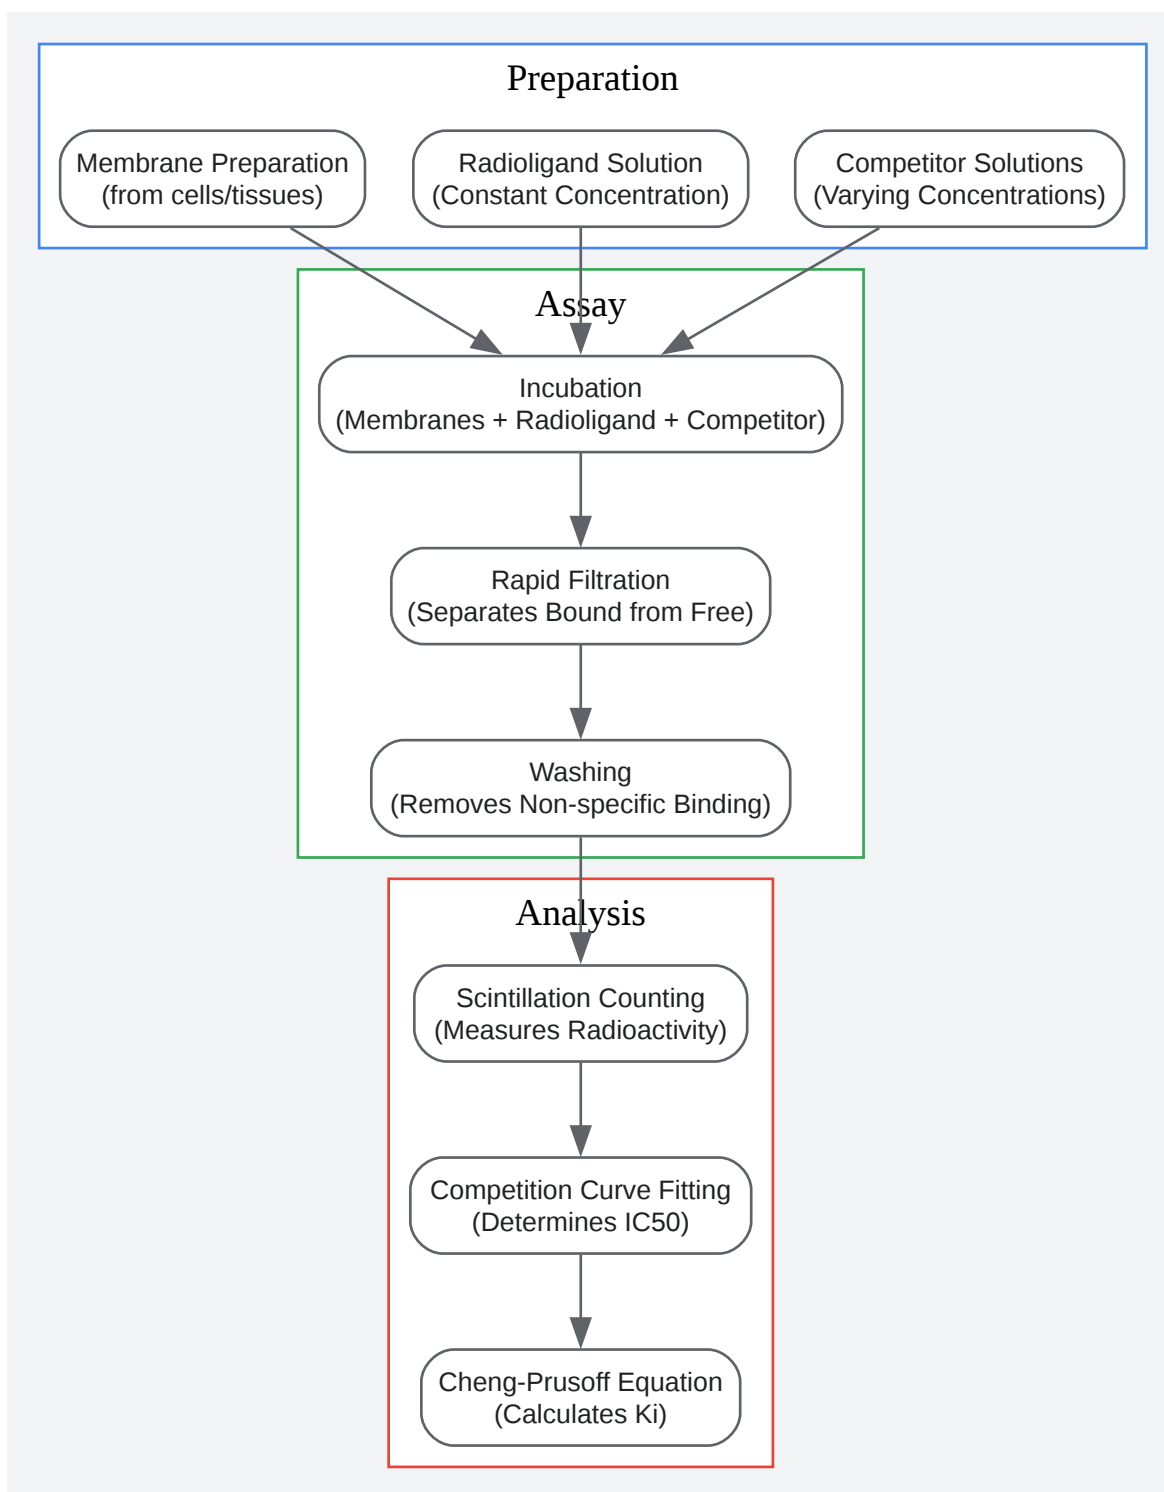 Preparation
Membrane Preparation
(from cells/tissues)
Radioligand Solution
(Constant Concentration)
Competitor Solutions
(Varying Concentrations)
Assay
Incubation
(Membranes + Radioligand + Competitor)
Rapid Filtration
(Separates Bound from Free)
Washing
(Removes Non-specific Binding)
Analysis
Scintillation Counting
(Measures Radioactivity)
Competition Curve Fitting
(Determines IC50)
Cheng-Prusoff Equation
(Calculates Ki)